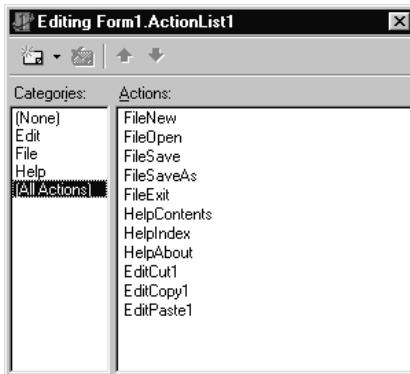 Editing Form1.ActionList1
Categories:
Actions:
(None)
Edit
File
Help
(All Actions)
FileNew
FileOpen
FileSave
FileSaveAs
FileExit
HelpContents
HelpIndex
HelpAbout
EditCut1
EditCopy1
EditPaste1